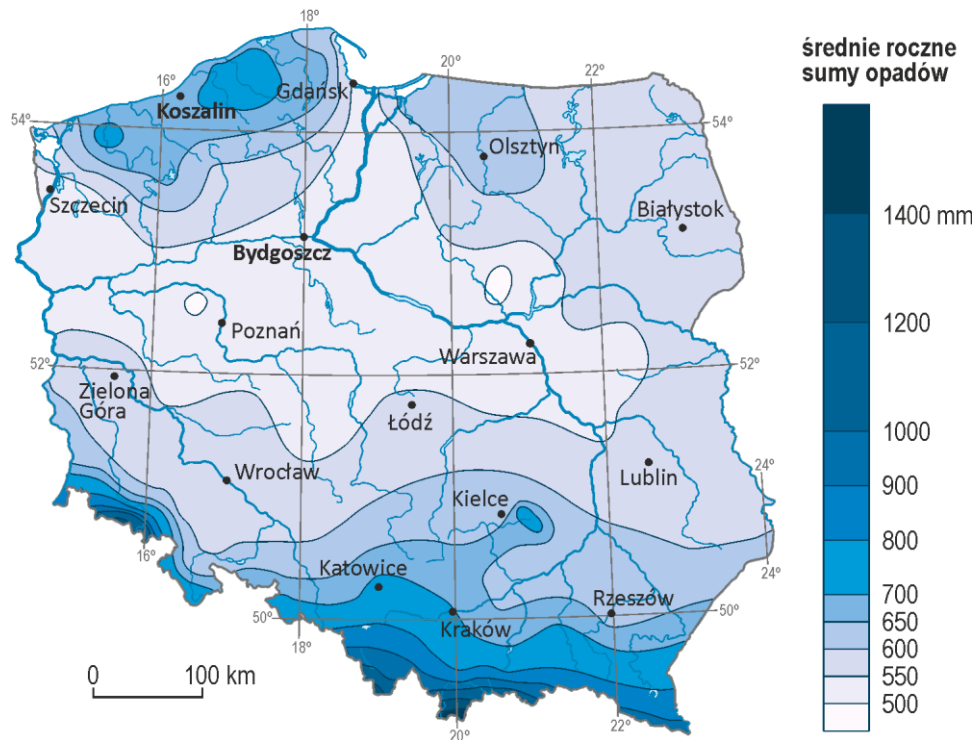 18°
średnie roczne
sumy opadów
20°
22°
16°
Gdańsk
Koszalin
54°
54°
Olsztyn
Szczecin
Białystok
1400 mm
Bydgoszcz
Poznań
1200
Warszawa
52°
52°
Zielona
Góra
Łódź
1000
Wrocław
Lublin
24°
900
Kielce
800
16°
Katowice
24°
700
Rzeszów
50°
650
50°
Kraków
18°
600
0
100 km
550
500
20°
22°